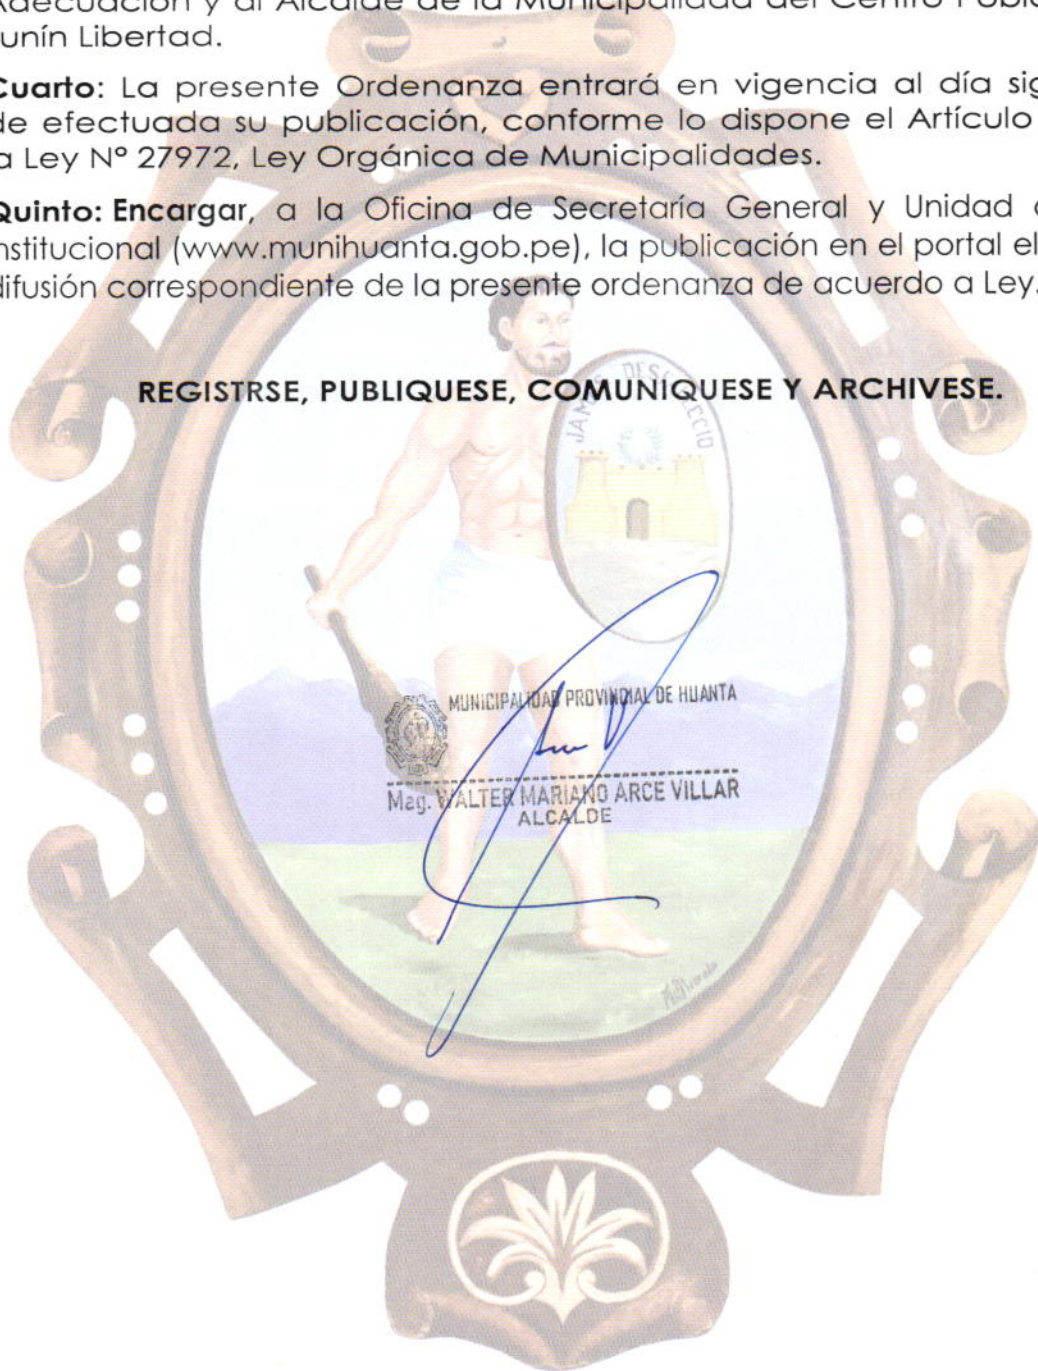 Adecuación y al Alcalde de la Municipalidad del Centro Pobla
unín Libertad.
Cuarto: La presente Ordenanza entrará en vigencia al día sig
de efectuada su publicación, conforme lo dispone el Artículo
a Ley Nº 27972, Ley Orgánica de Municipalidades.
Quinto: Encargar, a la Oficina de Secretaría General y Unidad
nstitucional (www.munihuanta.gob.pe), la publicación en el portal el
difusión correspondiente de la presente ordenanza de acuerdo a Ley.
REGISTRSE, PUBLIQUESE, COMUNIQUESE Y ARCHIVESE.
MUNICIPALIDAD PROVINCIAL DE HUANTA
Mag. WALTER MARIANO ARCE VILLAR
ALCALDE